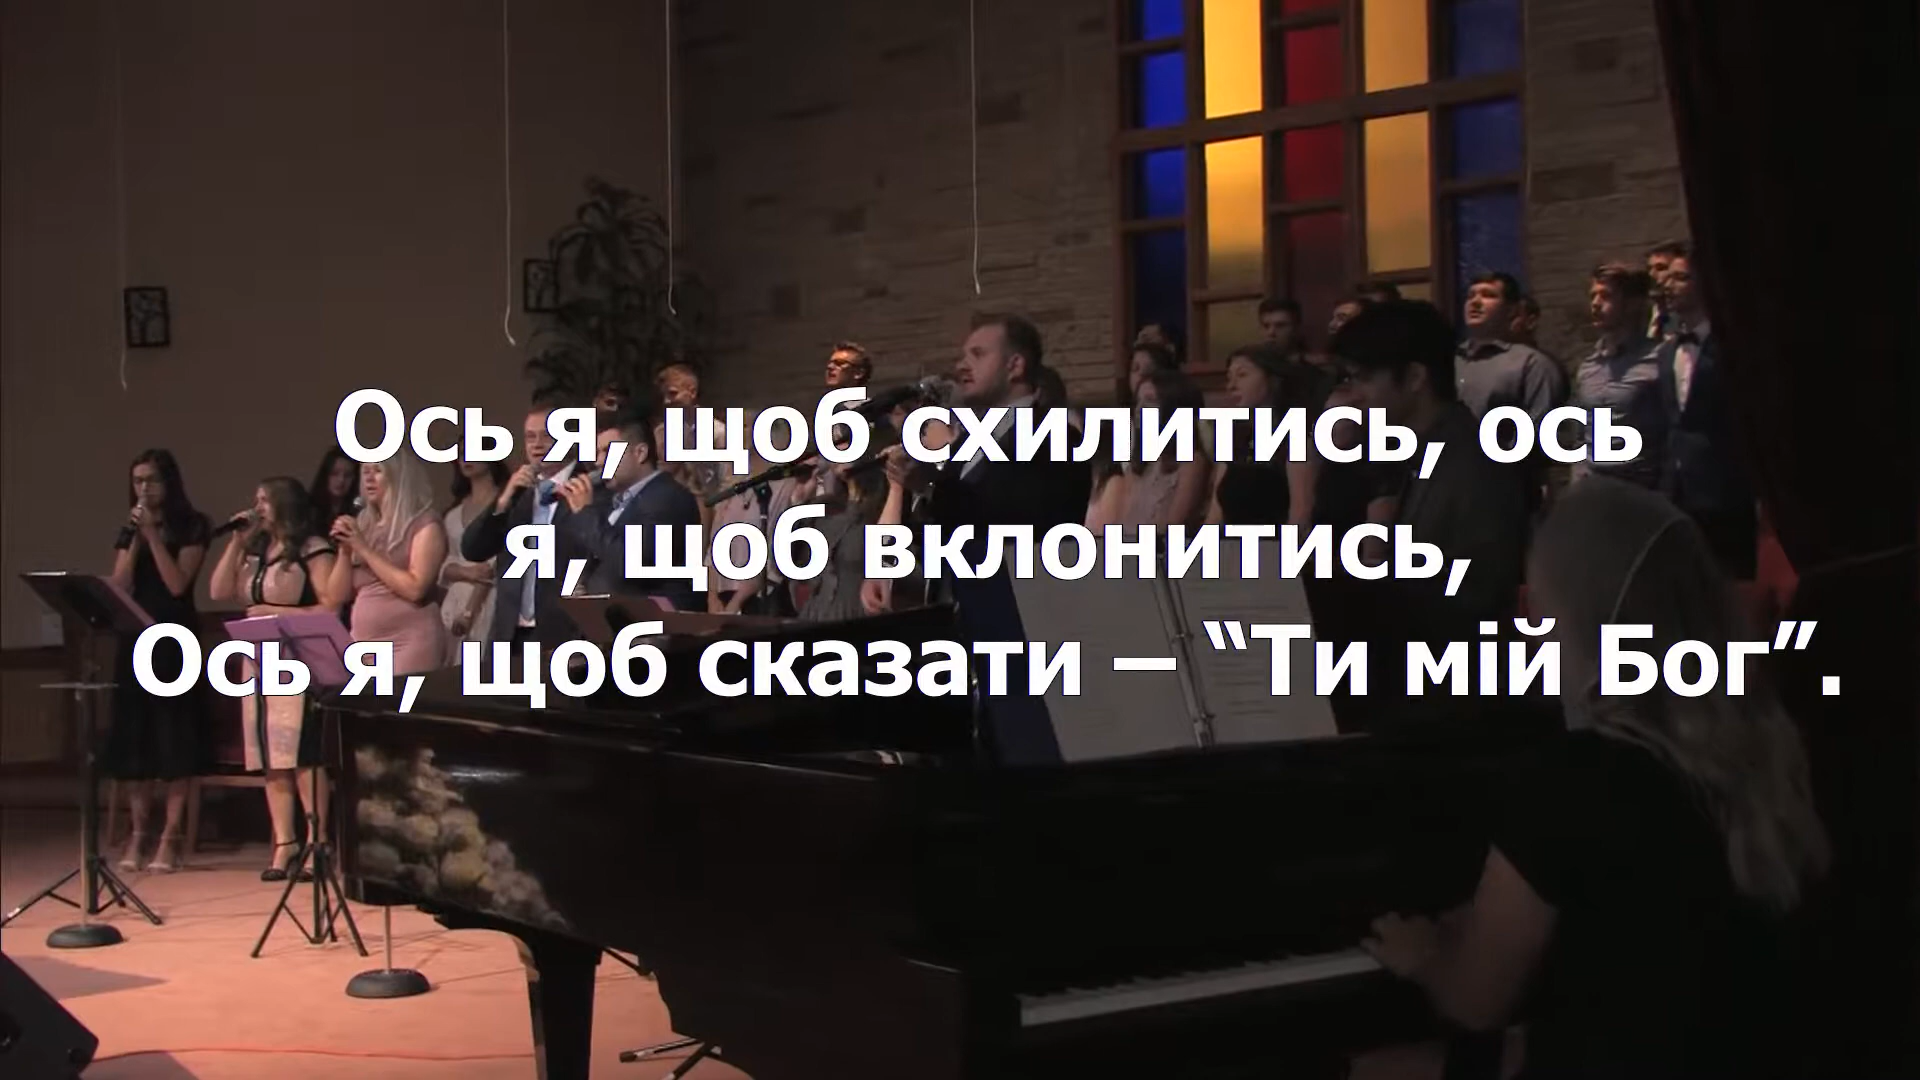 Ось я, щоб схилитись, ось
я, щоб вклонитись,
Ось я, щоб сказати – “Ти мій Бог”.